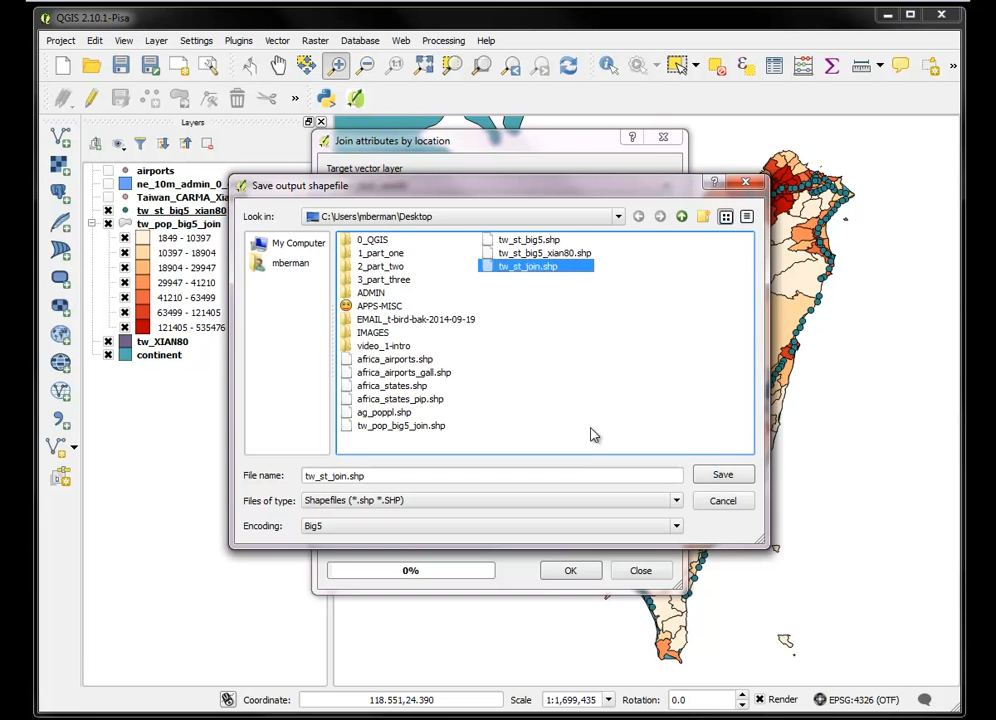 QGIS 2.10.1-Pisa
Project Edit View Layer Settings Plugins Vector Raster Database Web Processing Help
Layers
airports
ne_10m_admin_0_
Taiwan_CARMA_Xia
tw_st_big5_xian80
tw_pop_big5_join
1849 - 10397
10397 - 18904
18904 - 29947
29947 - 41210
41210 - 63499
63499 - 121405
121405 - 535476
tw_XIAN80
continent
Join attributes by location
Target vector layer
Save output shapefile
Look in: C:\Users\mberman\Desktop
My Computer
mberman
0_QGIS
1_part_one
2_part_two
3_part_three
ADMIN
APPS-MISC
EMAIL_t-bird-bak-2014-09-19
IMAGES
video_1-intro
africa_airports.shp
africa_airports_gall.shp
africa_states.shp
africa_states_pip.shp
ag_poppl.shp
tw_pop_big5_join.shp
tw_st_big5.shp
tw_st_big5_xian80.shp
tw_st_join.shp
File name: tw_st_join.shp Save
Files of type: Shapefiles (*.shp *.SHP) Cancel
Encoding: Big5
0% OK Close
Coordinate: 118.551,24.390 Scale 1:1,699,435 Rotation: 0.0 Render EPSG:4326 (OTF)